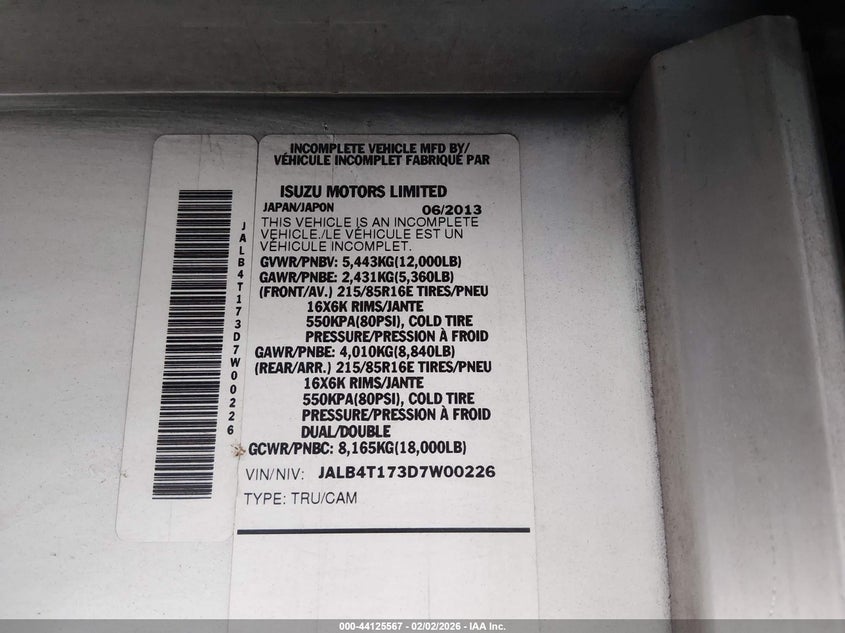 INCOMPLETE VEHICLE MFD BY/
VÉHICULE INCOMPLET FABRIQUÉ PAR
ISUZU MOTORS LIMITED
JAPAN/JAPON 06/2013
THIS VEHICLE IS AN INCOMPLETE
VEHICLE./LE VÉHICULE EST UN
VÉHICULE INCOMPLET.
GVWR/PNBV: 5,443KG(12,000LB)
GAWR/PNBE: 2,431KG(5,360LB)
(FRONT/AV.) 215/85R16E TIRES/PNEU
16X6K RIMS/JANTE
550KPA(80PSI), COLD TIRE
PRESSURE/PRESSION À FROID
GAWR/PNBE: 4,010KG(8,840LB)
(REAR/ARR.) 215/85R16E TIRES/PNEU
16X6K RIMS/JANTE
550KPA(80PSI), COLD TIRE
PRESSURE/PRESSION À FROID
DUAL/DOUBLE
GCWR/PNBC: 8,165KG(18,000LB)
VIN/NIV: JALB4T173D7W00226
TYPE: TRU/CAM
JALB4T173D7W00226
000-44125567 - 02/02/2026 - IAA Inc.